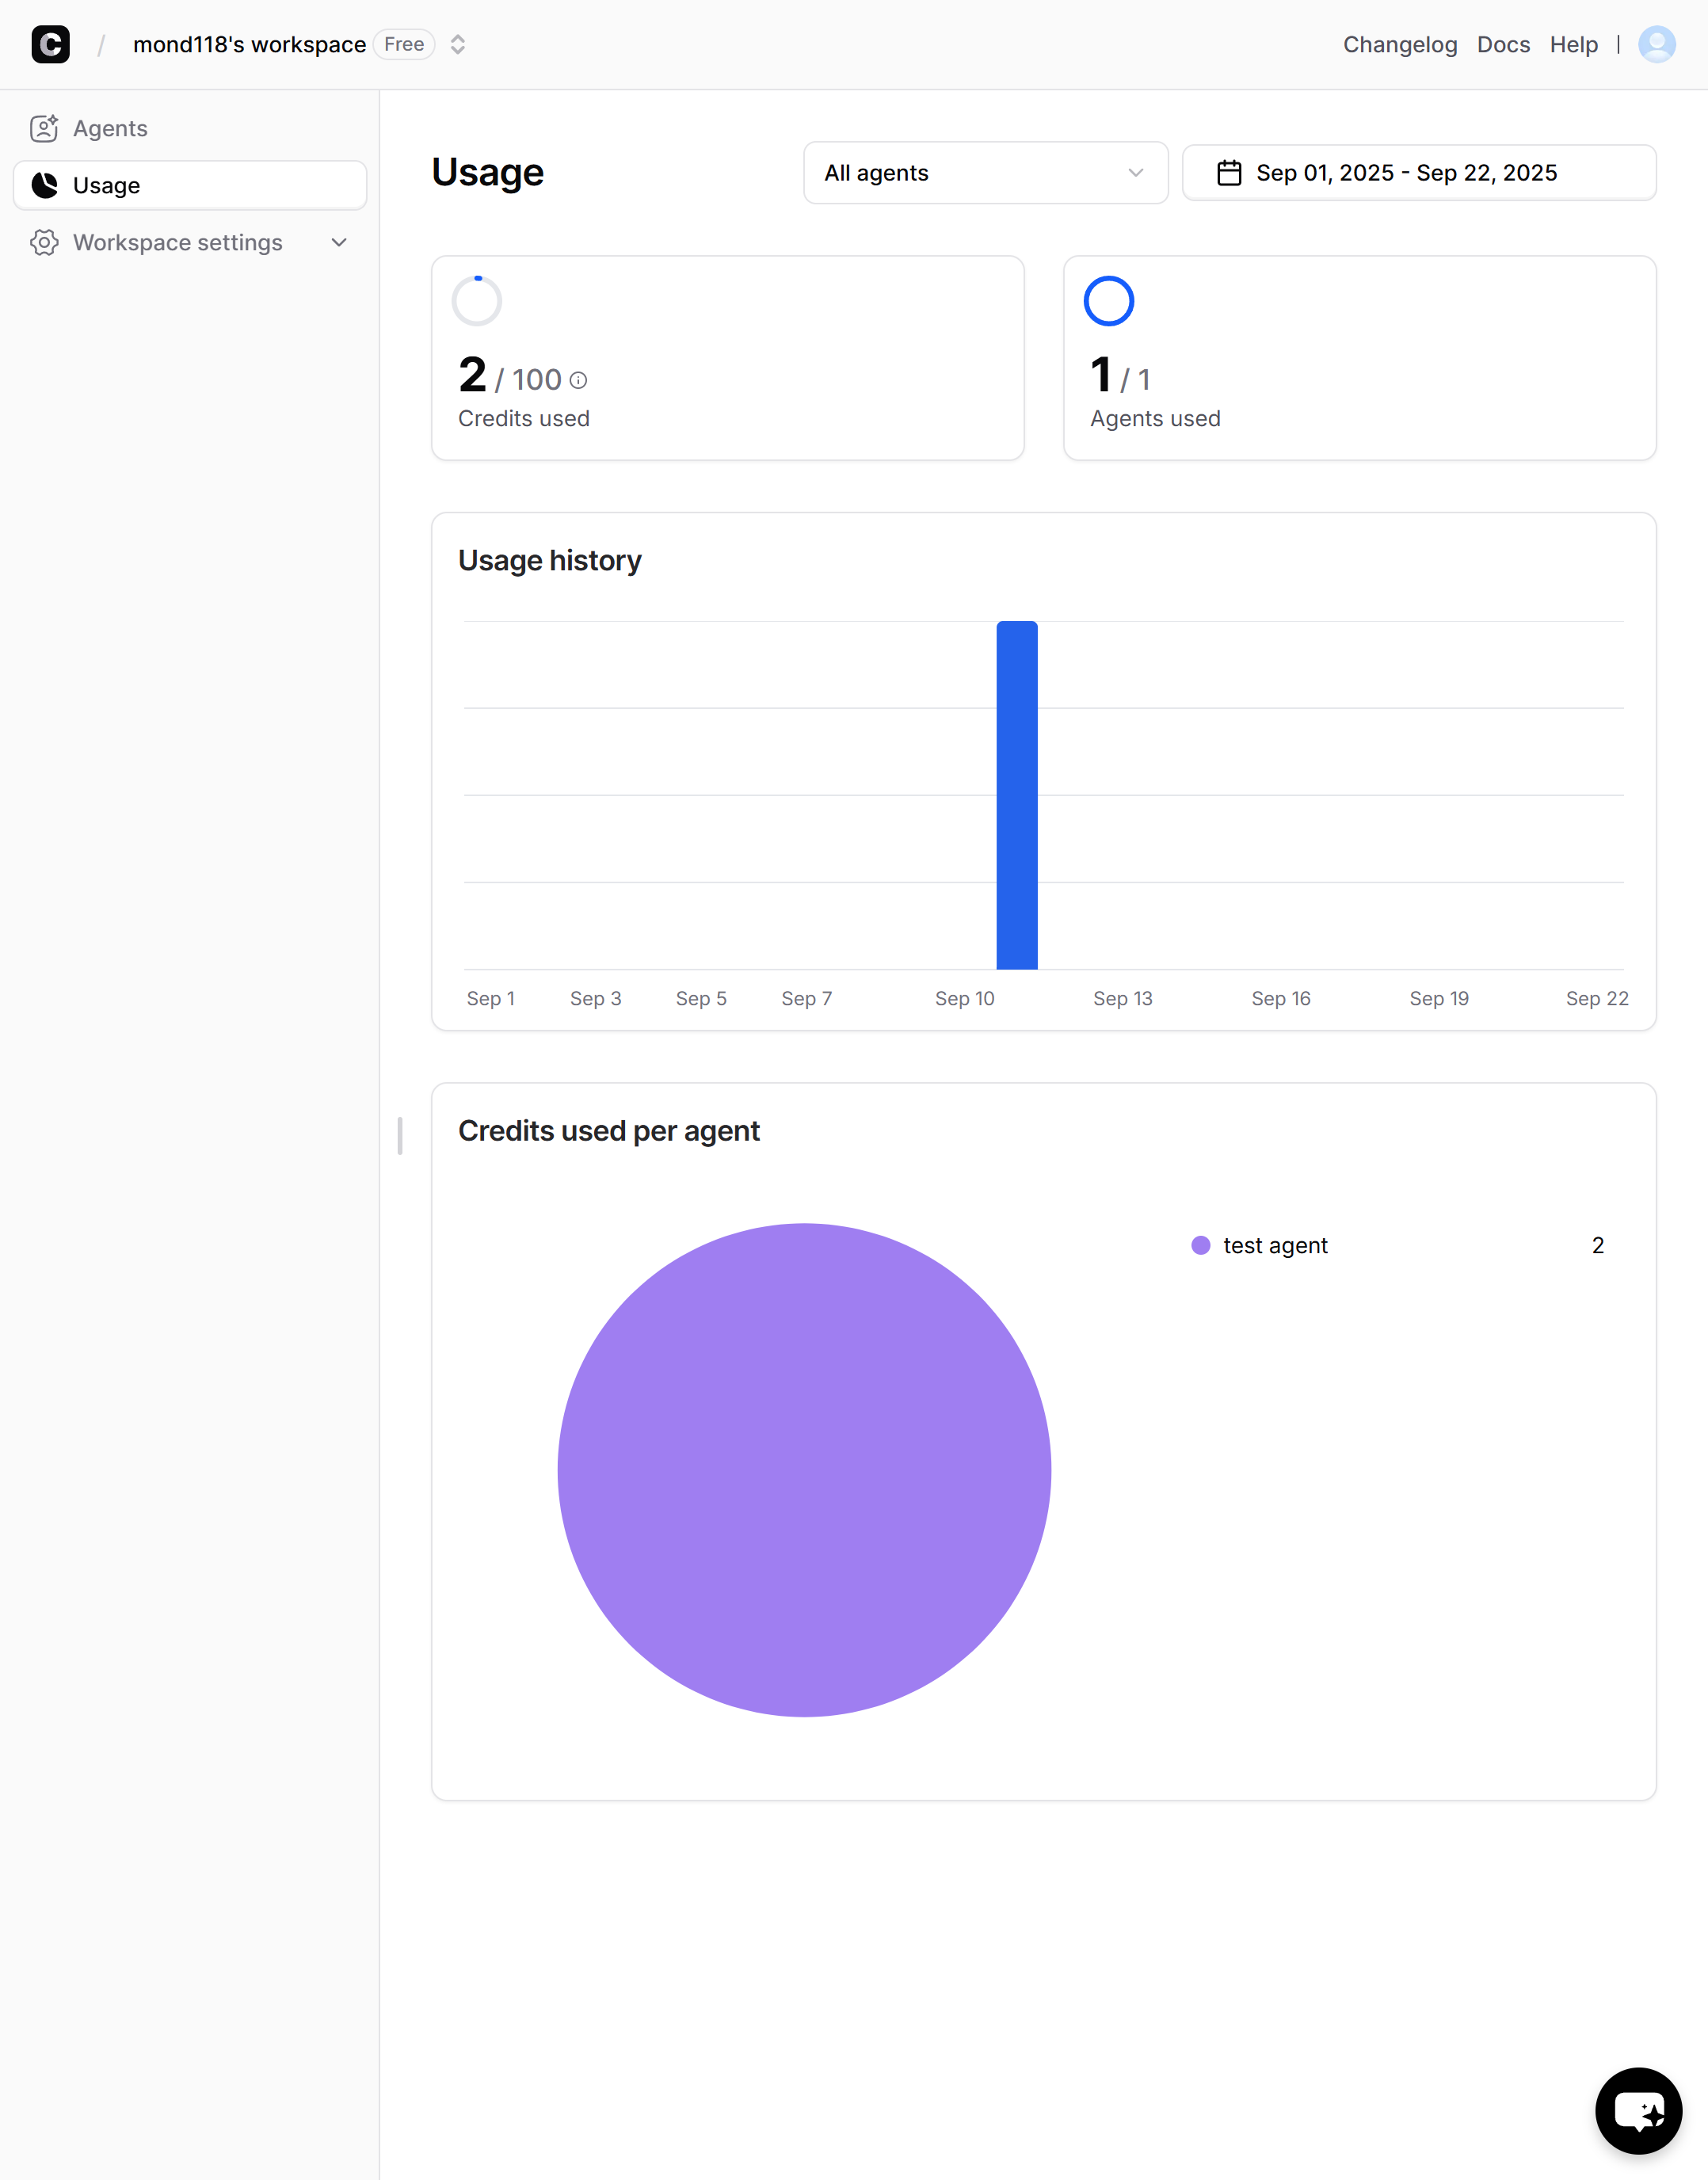 C / mond118's workspace Free
Changelog Docs Help |
Agents
Usage
Workspace settings
Usage
All agents
Sep 01, 2025 - Sep 22, 2025
2 / 100
Credits used
1 / 1
Agents used
Usage history
Sep 1 Sep 3 Sep 5 Sep 7 Sep 10 Sep 13 Sep 16 Sep 19 Sep 22
Credits used per agent
test agent 2